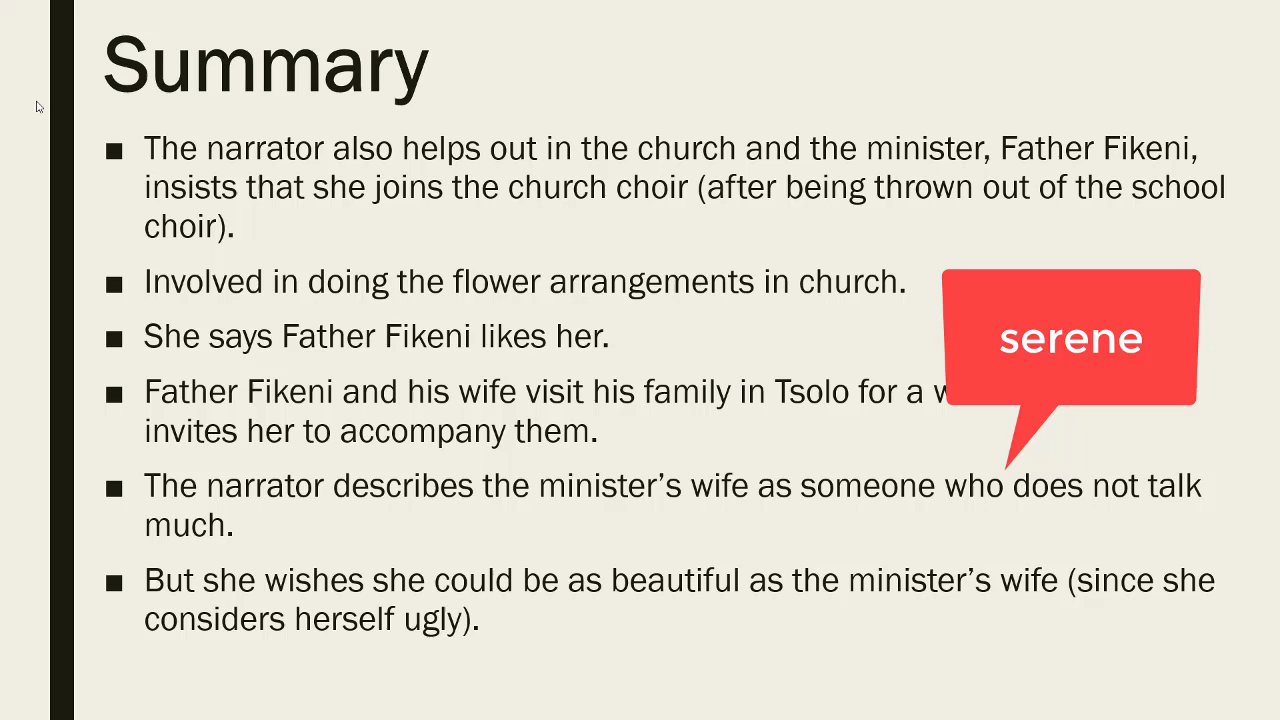 Summary
■ The narrator also helps out in the church and the minister, Father Fikeni,
insists that she joins the church choir (after being thrown out of the school
choir).
■ Involved in doing the flower arrangements in church.
serene
■ She says Father Fikeni likes her.
■ Father Fikeni and his wife visit his family in Tsolo for a
invites her to accompany them.
■ The narrator describes the minister’s wife as someone who does not talk
much.
■ But she wishes she could be as beautiful as the minister’s wife (since she
considers herself ugly).